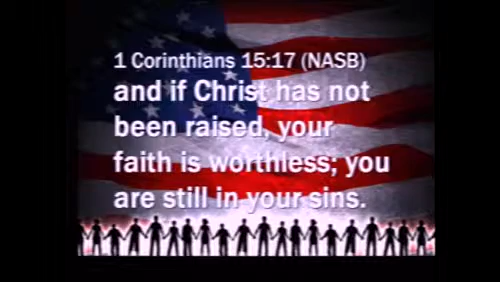 1 Corinthians 15:17 (NASB)
and if Christ has not
been raised, your
faith is worthless; you
are still in your sins.